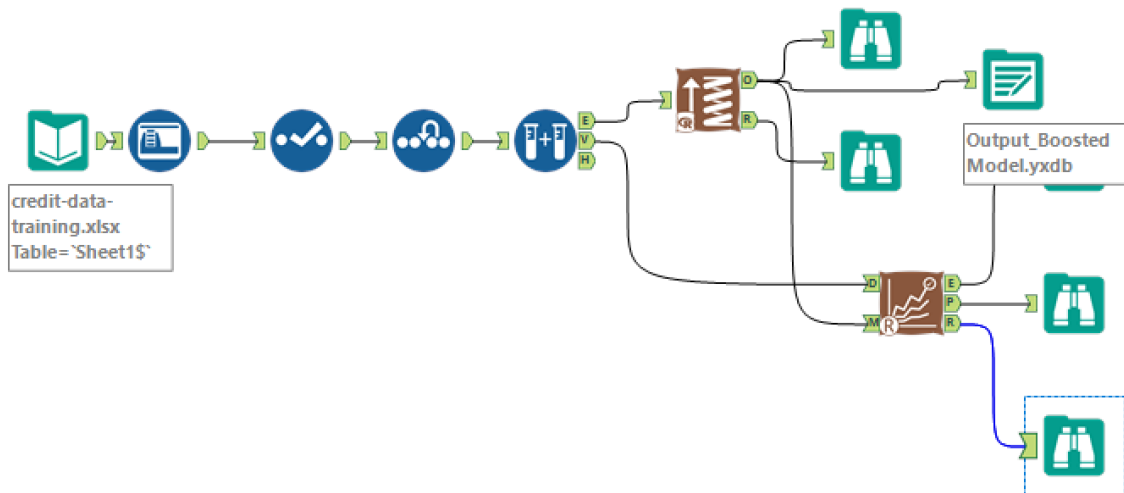 E
V
H
O
R
R
Output_Boosted
Model.yxdb
credit-data-
training.xlsx
Table=`Sheet1$`
D
M
R
E
P
R